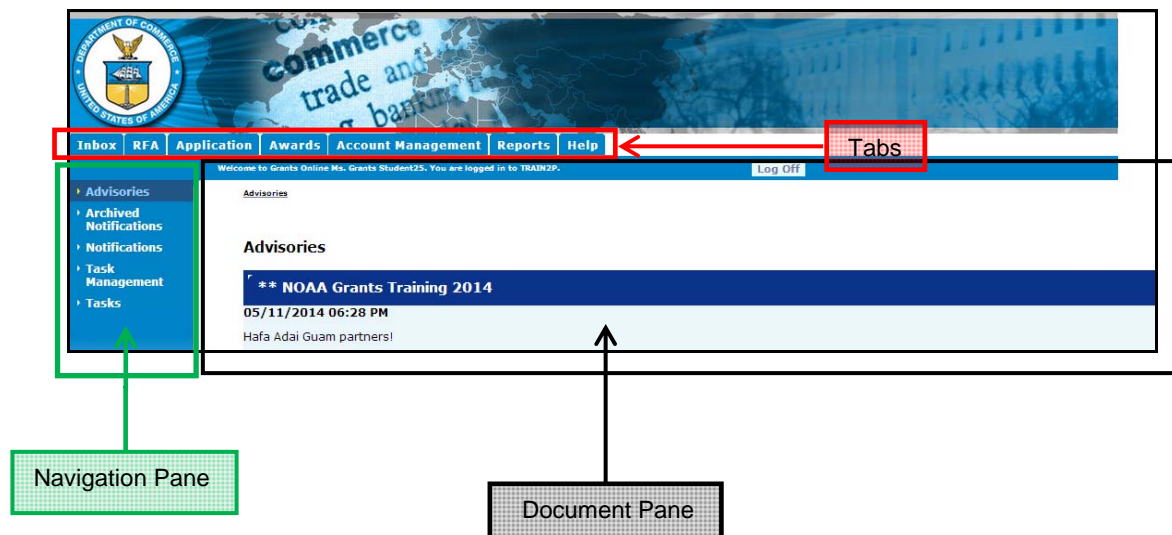 DEPARTMENT OF COMMERCE
UNITED STATES OF AMERICA
commerce
trade and
Inbox RFA Application Awards Account Management Reports Help
Tabs
Welcome to Grants Online Ms. Grants Student25. You are logged in to TRAIN2P.
Log Off
Advisories
Archived
Notifications
Notifications
Task
Management
Tasks
Advisories
Advisories
** NOAA Grants Training 2014
05/11/2014 06:28 PM
Hafa Adai Guam partners!
Navigation Pane
Document Pane